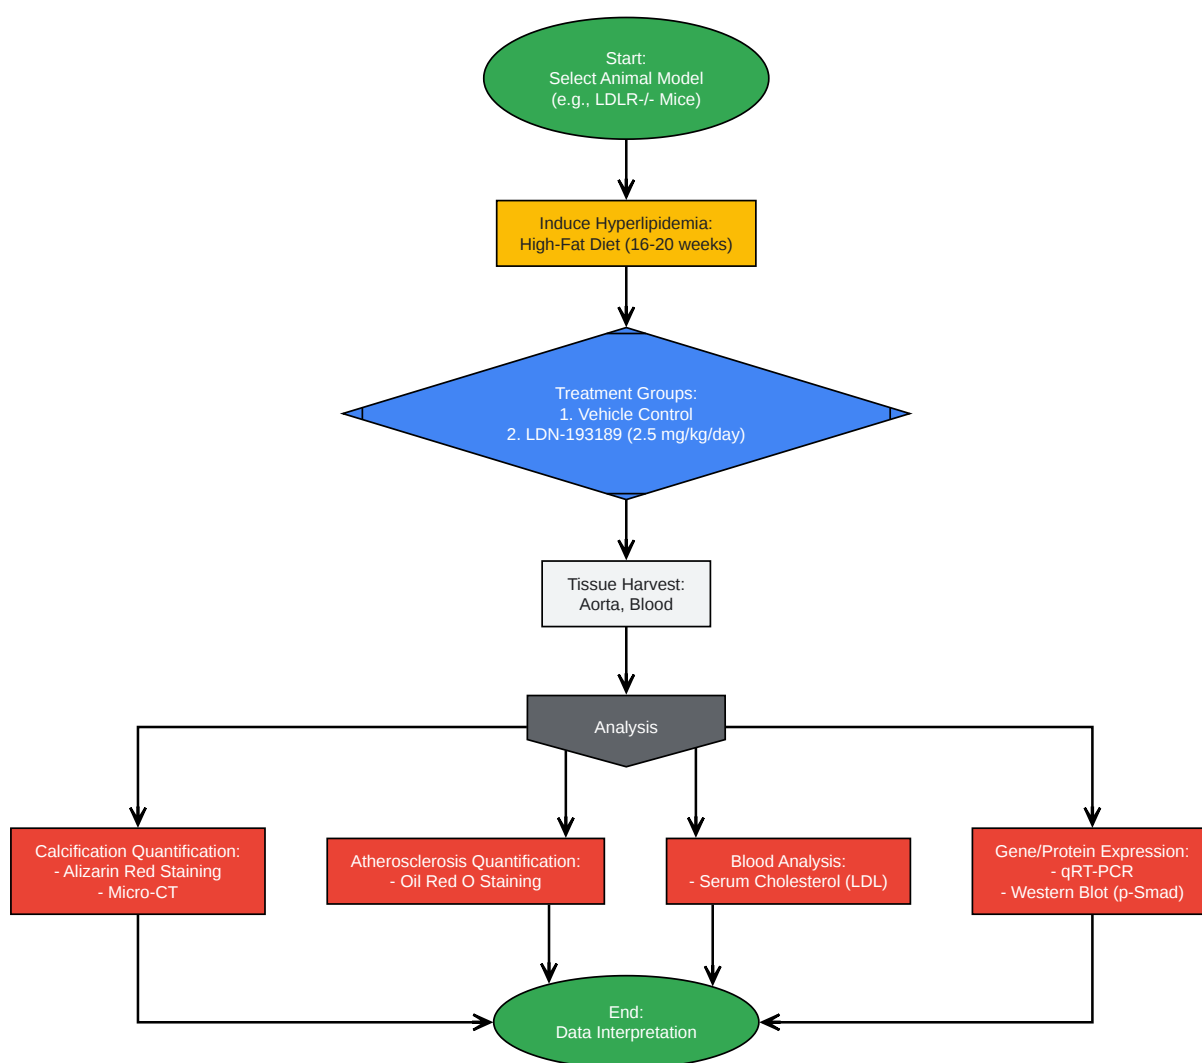 Start:
Select Animal Model
(e.g., LDLR-/- Mice)
Induce Hyperlipidemia:
High-Fat Diet (16-20 weeks)
Treatment Groups:
1. Vehicle Control
2. LDN-193189 (2.5 mg/kg/day)
Tissue Harvest:
Aorta, Blood
Analysis
Calcification Quantification:
- Alizarin Red Staining
- Micro-CT
Atherosclerosis Quantification:
- Oil Red O Staining
Blood Analysis:
- Serum Cholesterol (LDL)
Gene/Protein Expression:
- qRT-PCR
- Western Blot (p-Smad)
End:
Data Interpretation